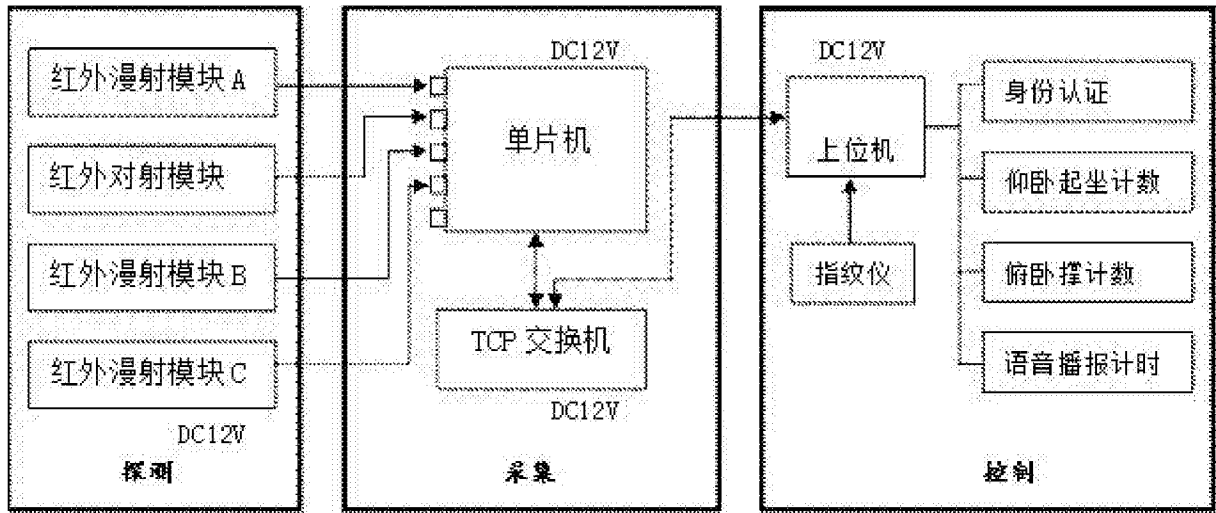 红外漫射模块 A
红外对射模块
红外漫射模块 B
红外漫射模块 C
DC12V
探测
DC12V
单片机
TCP 交换机
DC12V
采集
DC12V
上位机
指纹仪
身份认证
仰卧起坐计数
俯卧撑计数
语音播报计时
控制